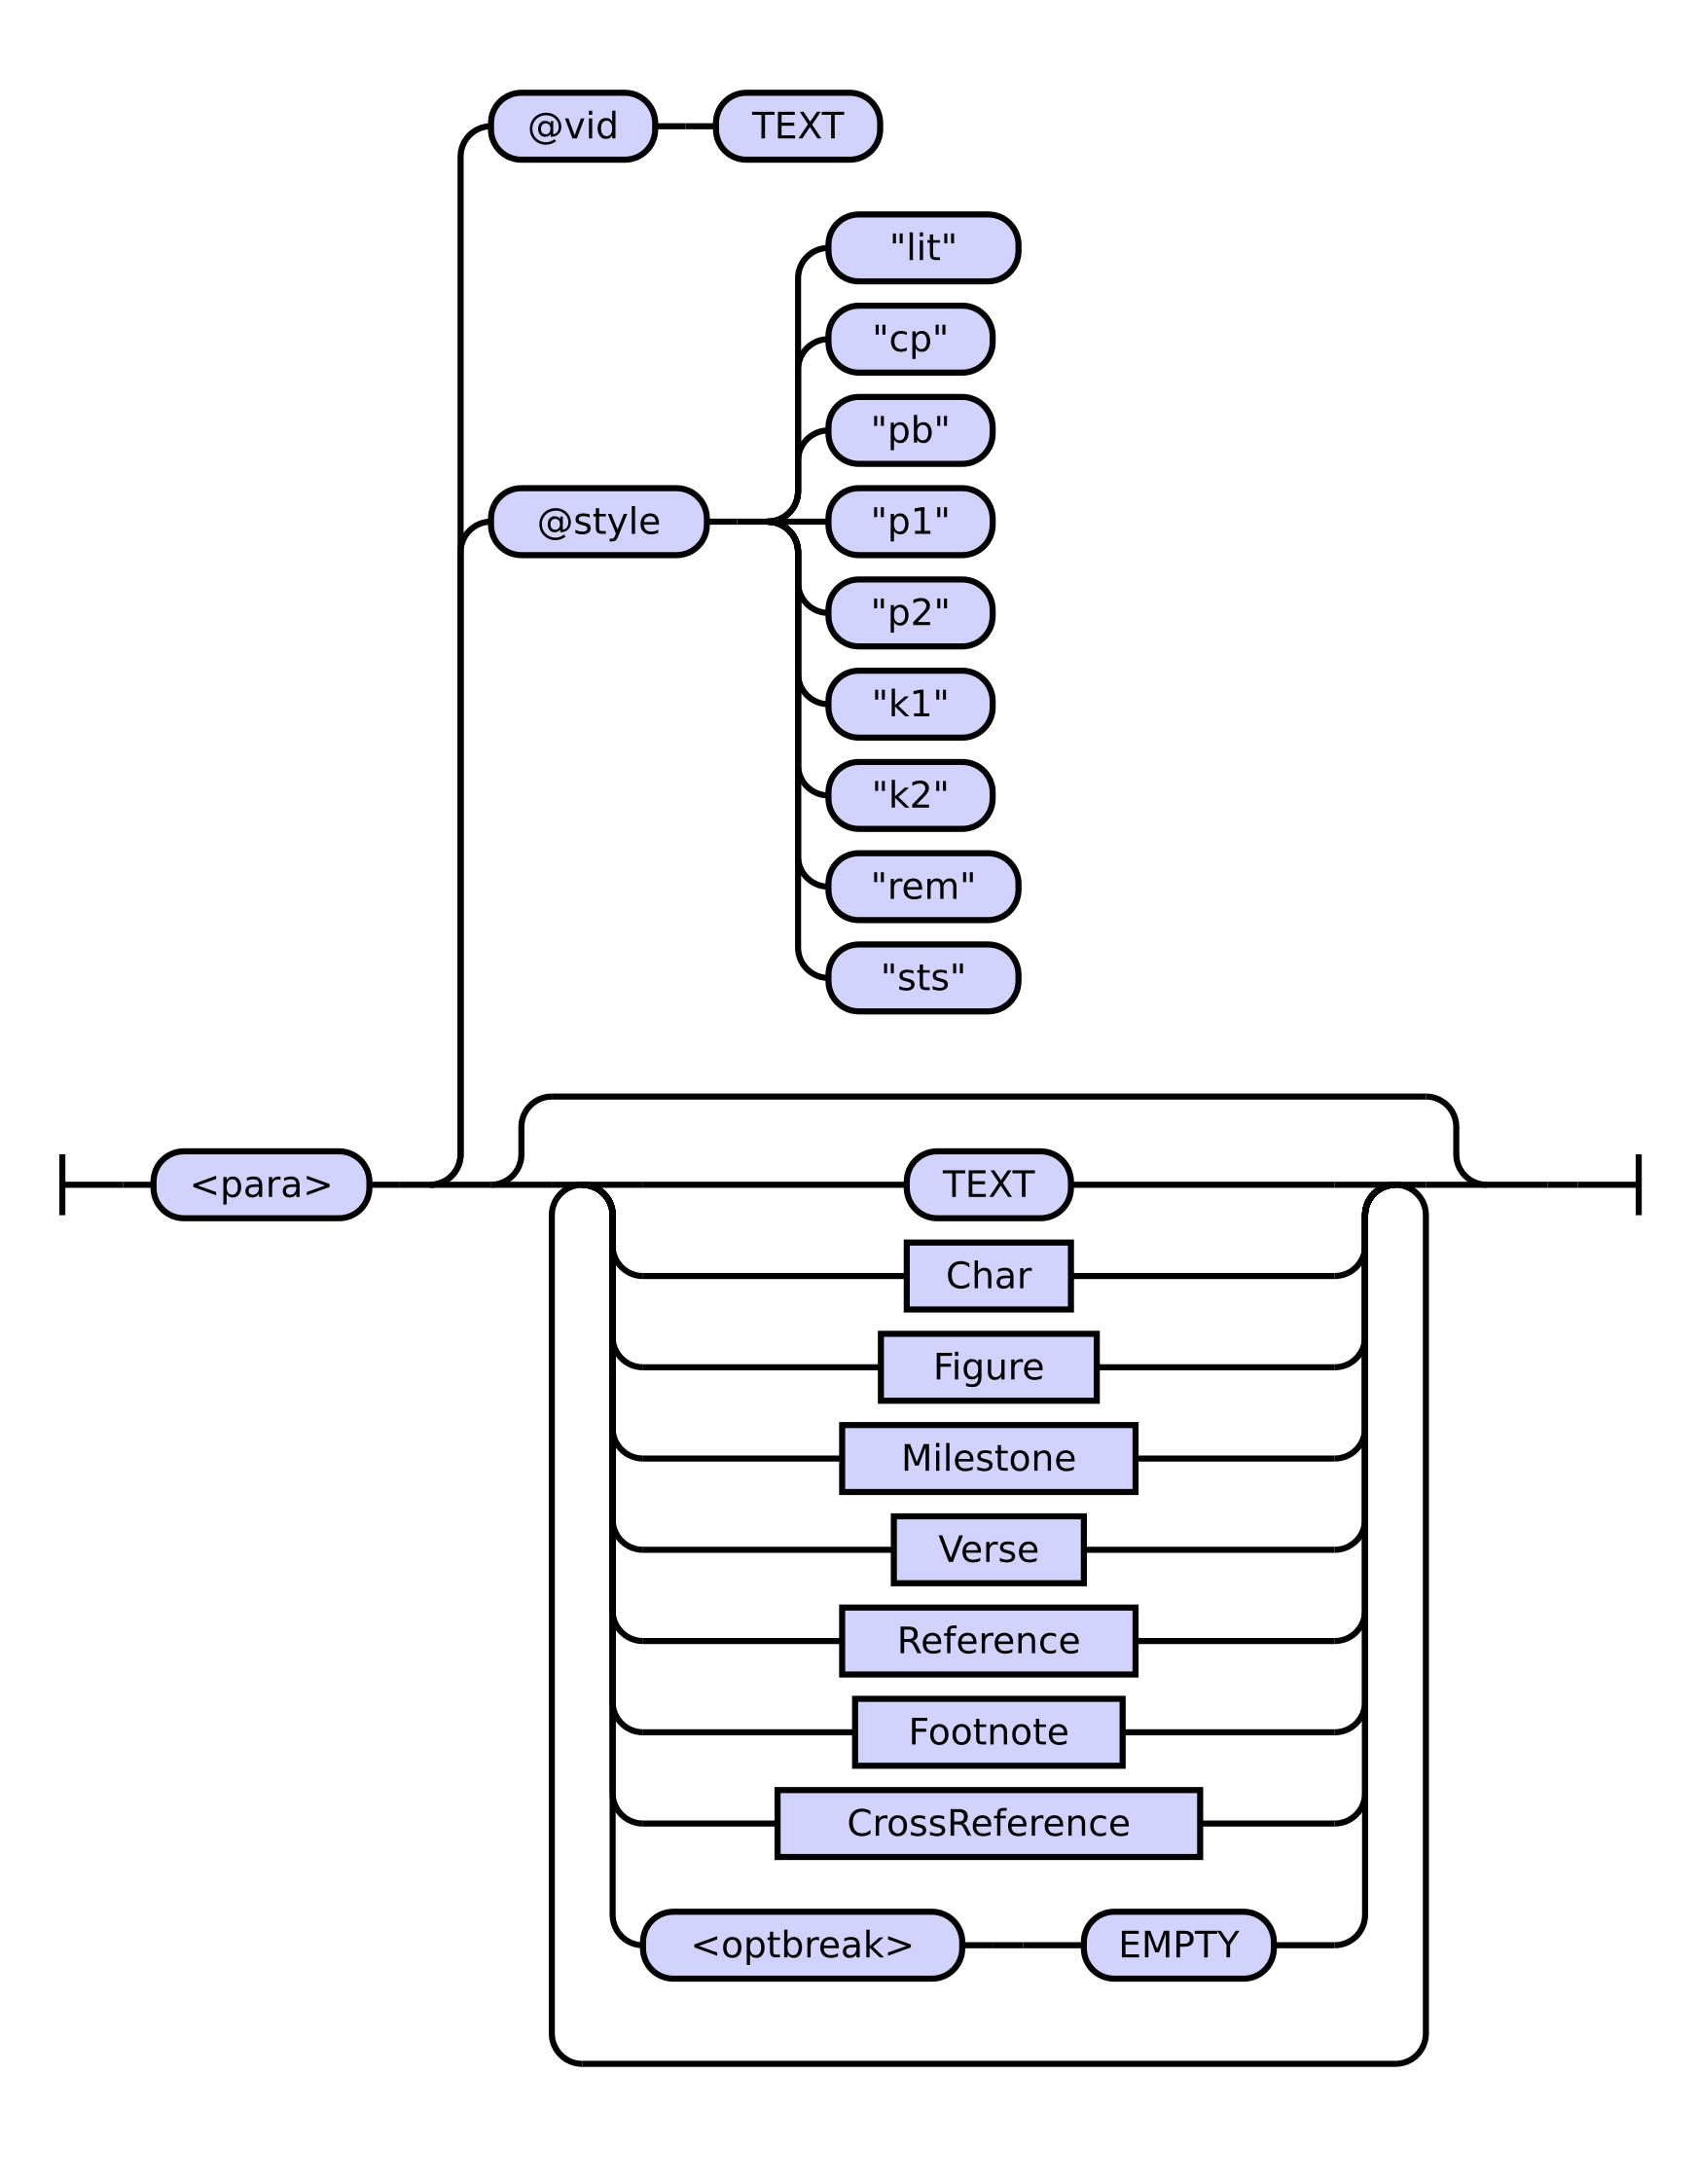 @vid TEXT
"lit"
"cp"
"pb"
@style "p1"
"p2"
"k1"
"k2"
"rem"
"sts"
<para> TEXT
Char
Figure
Milestone
Verse
Reference
Footnote
CrossReference
<optbreak> EMPTY